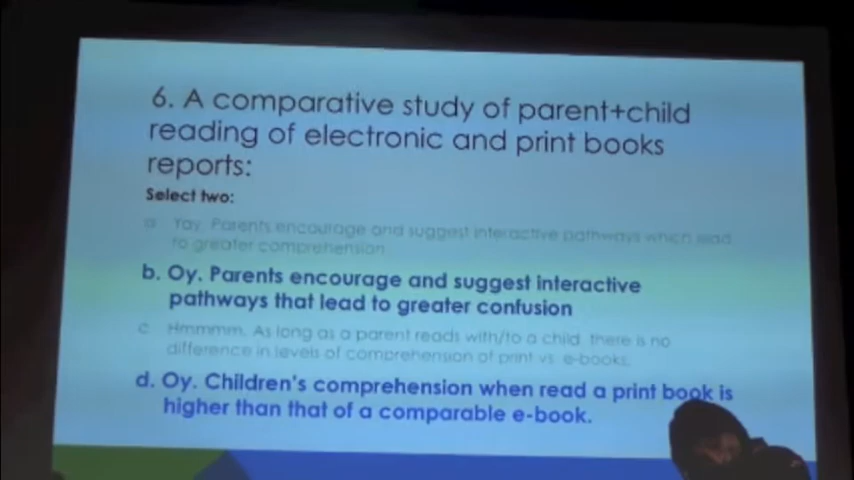 6. A comparative study of parent+child
reading of electronic and print books
reports:
Select two:
a. Yay. Parents encourage and suggest interactive pathways which lead
to greater comprehension
b. Oy. Parents encourage and suggest interactive
pathways that lead to greater confusion
c. Hmmmm. As long as a parent reads with/to a child, there is no
difference in levels of comprehension of print vs. e-books.
d. Oy. Children's comprehension when read a print book is
higher than that of a comparable e-book.